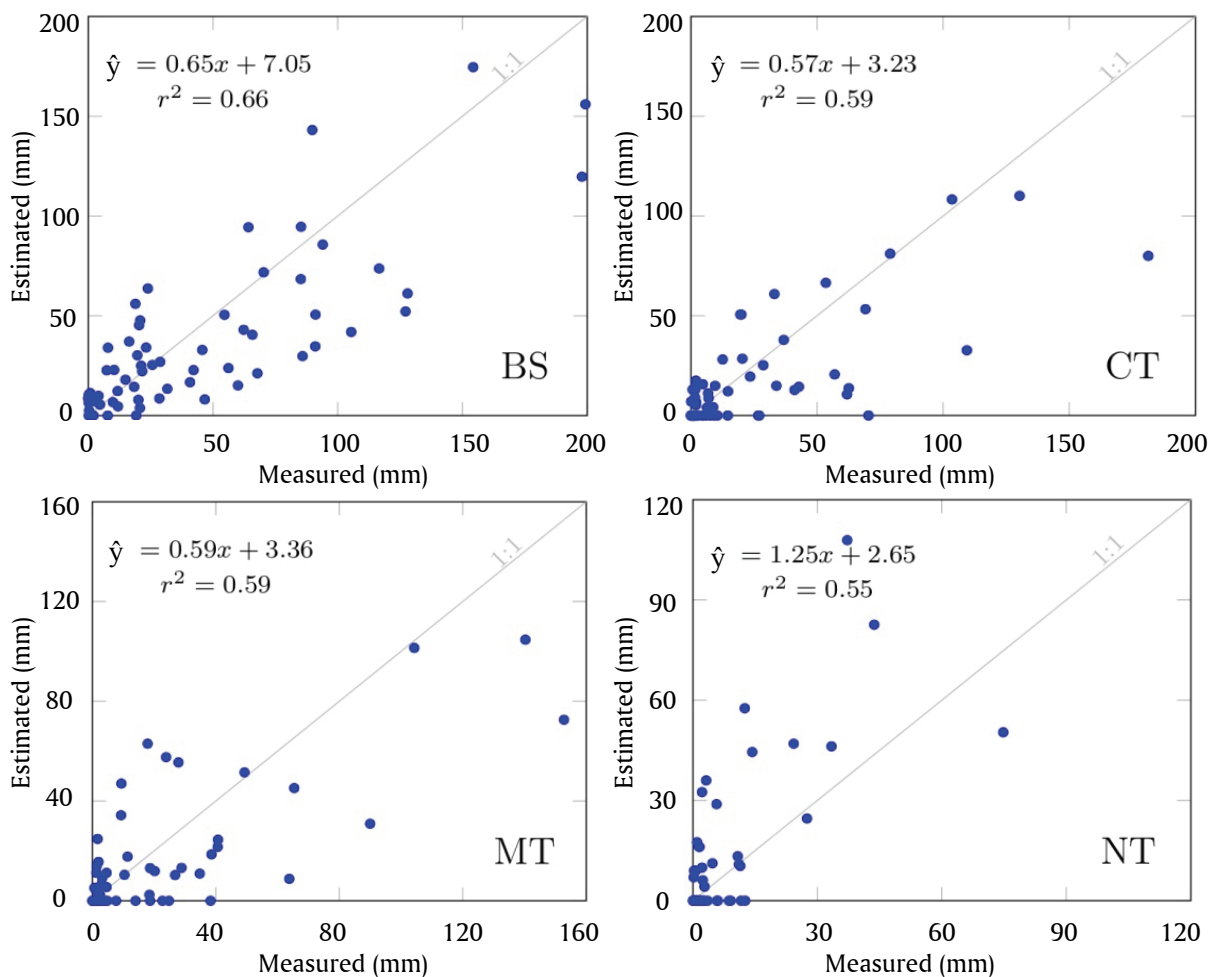 200
150
100
50
0
Estimated (mm)
ŷ = 0.65x + 7.05
r² = 0.66
1:1
BS
0 50 100 150 200
Measured (mm)
200
150
100
50
0
Estimated (mm)
ŷ = 0.57x + 3.23
r² = 0.59
1:1
CT
0 50 100 150 200
Measured (mm)
160
120
80
40
0
Estimated (mm)
ŷ = 0.59x + 3.36
r² = 0.59
1:1
MT
0 40 80 120 160
Measured (mm)
120
90
60
30
0
Estimated (mm)
ŷ = 1.25x + 2.65
r² = 0.55
1:1
NT
0 30 60 90 120
Measured (mm)